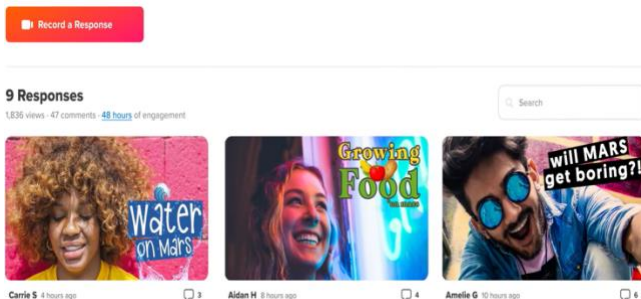 Record a Response
9 Responses
1,836 views · 47 comments · 48 hours of engagement
Search
Water
on Mars
Growing
Food
will MARS
get boring?!
Carrie S 4 hours ago
3
Aidan H 8 hours ago
4
Amelie G 10 hours ago
6